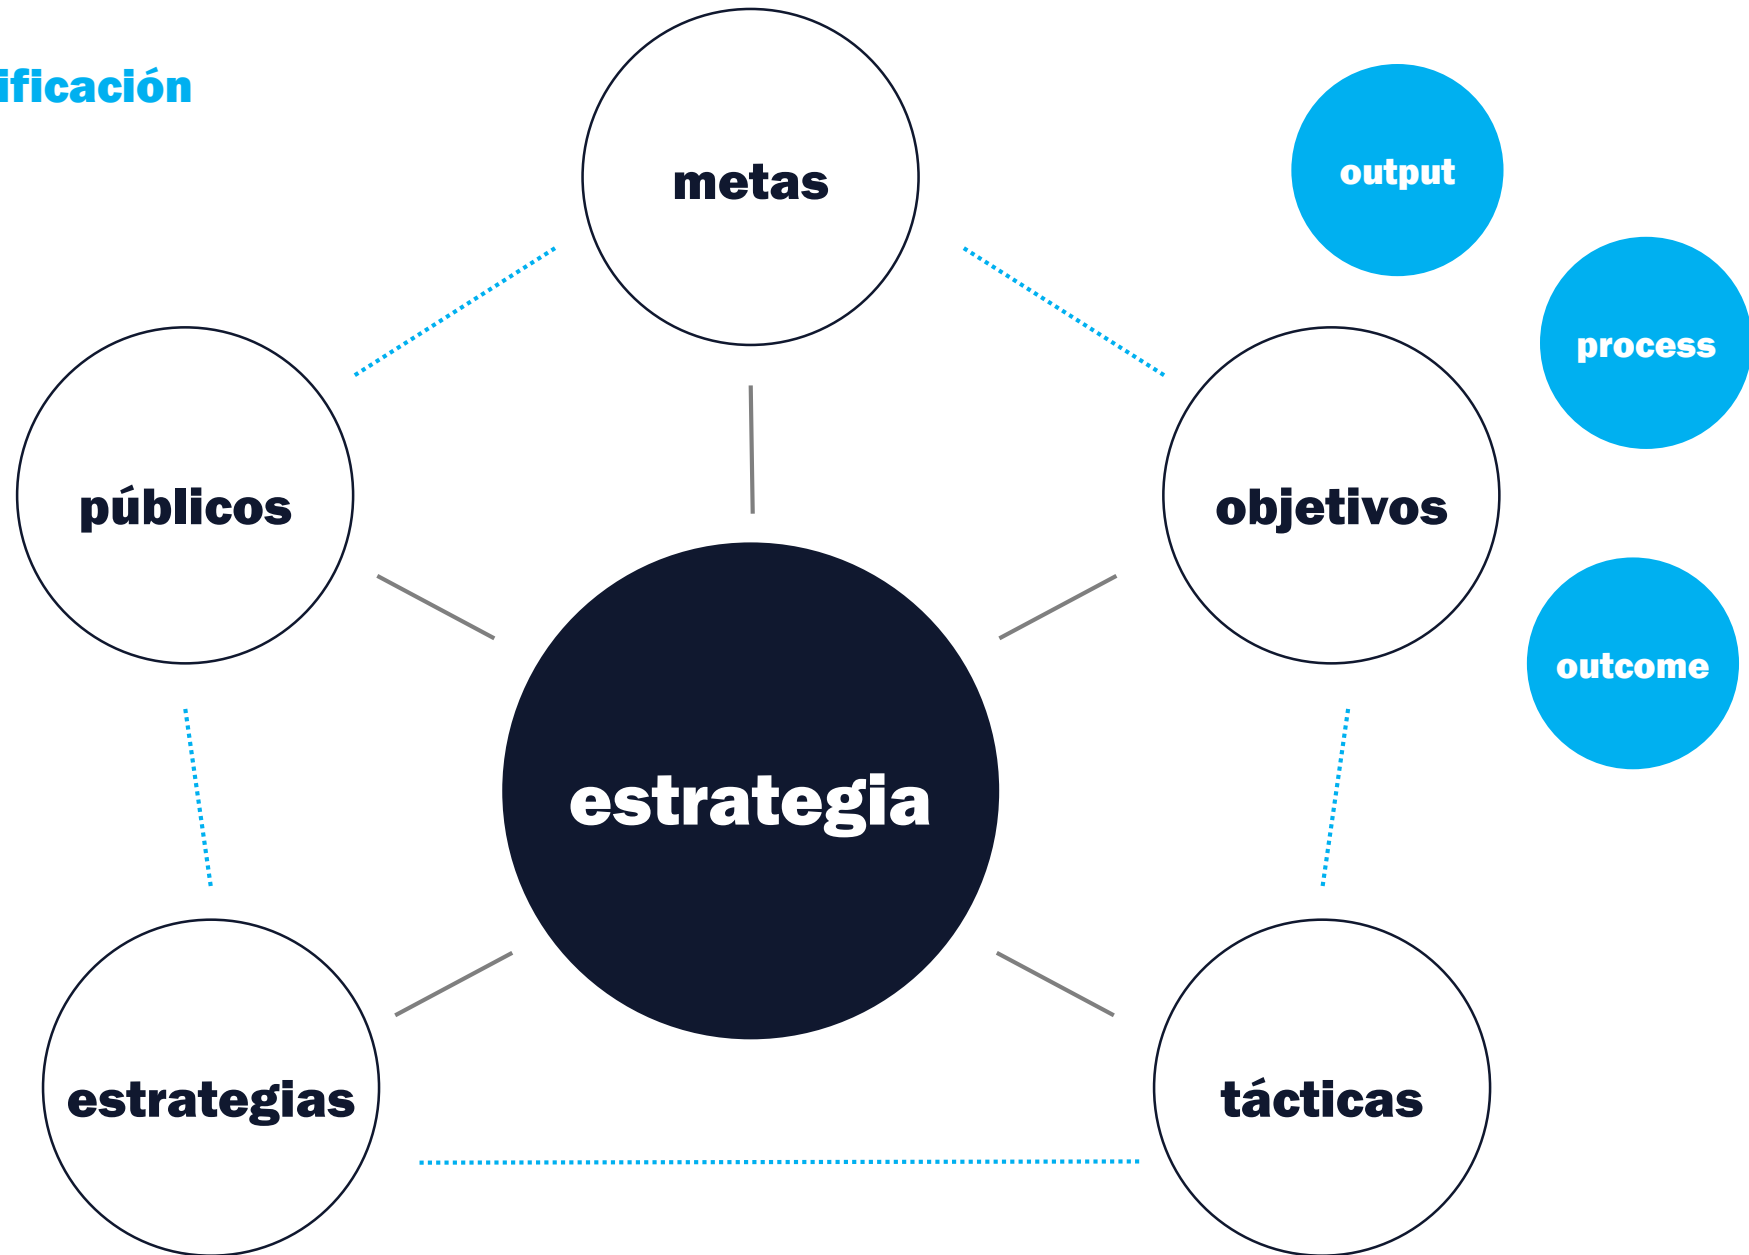 ificación
metas
output
process
públicos
objetivos
outcome
estrategia
estrategias
tácticas